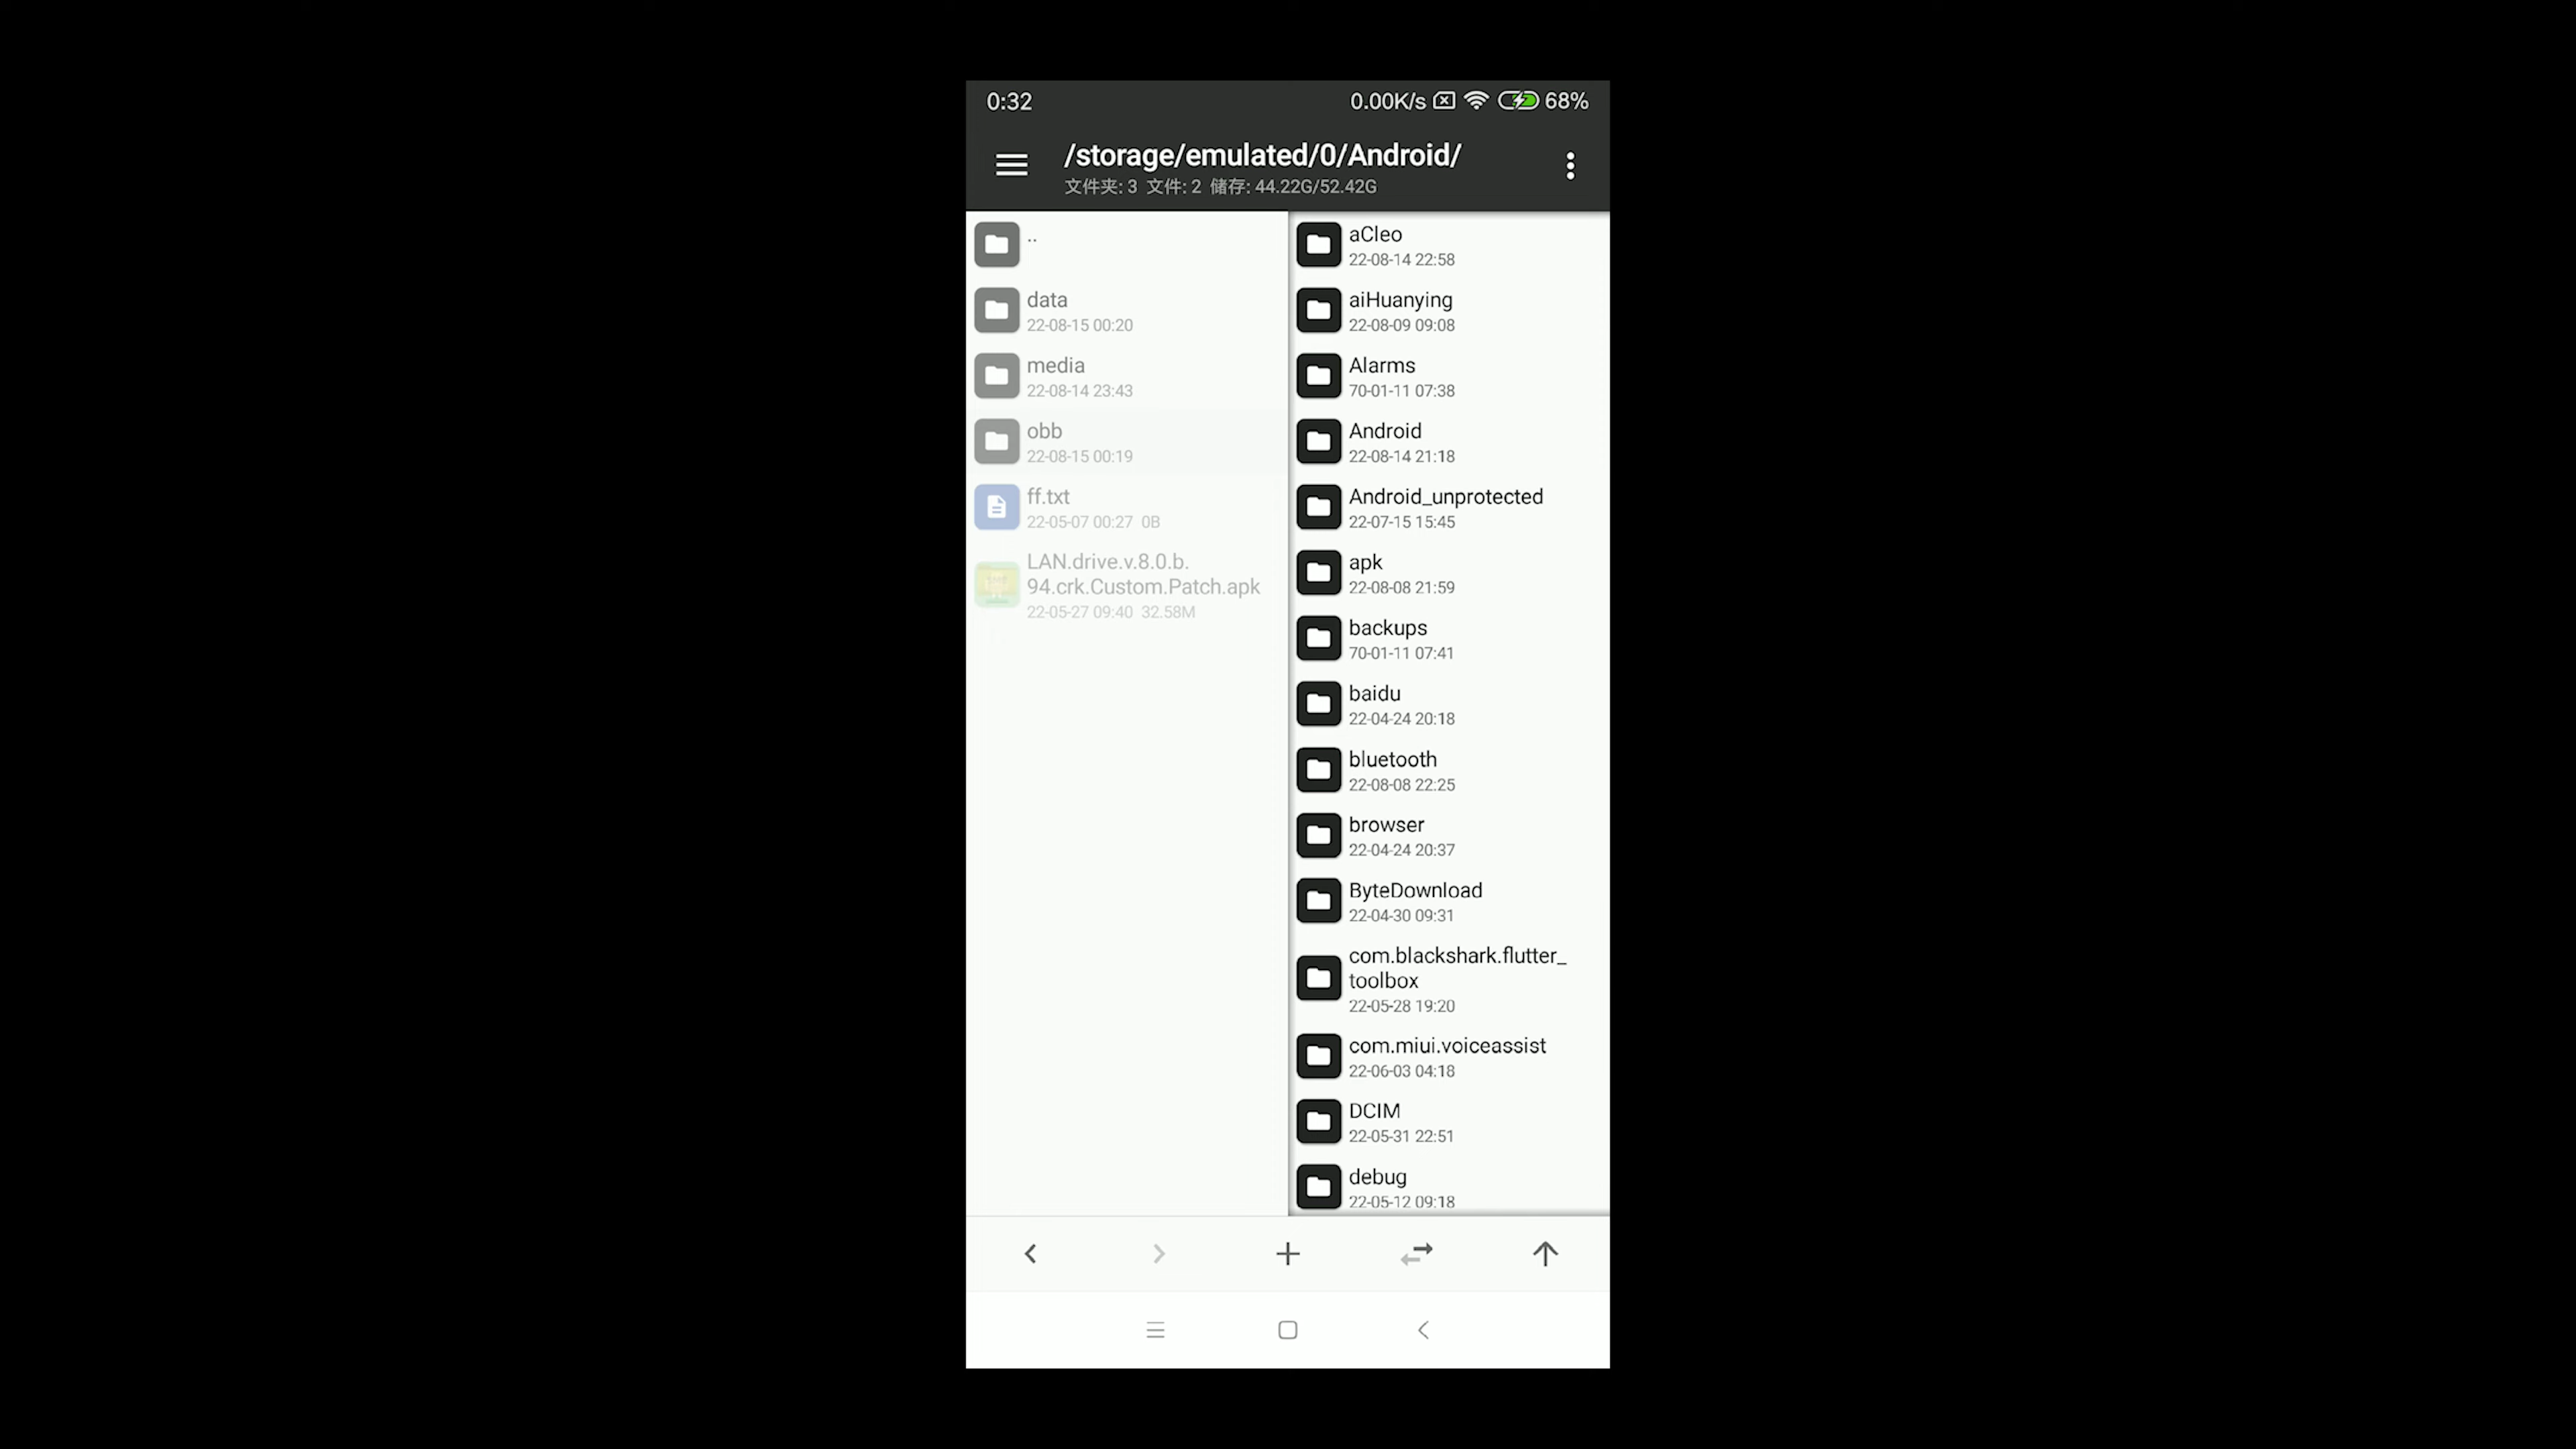 0:32
0.00K/s 68%
/storage/emulated/0/Android/
文件夹: 3 文件: 2 储存: 44.22G/52.42G
..
data
22-08-15 00:20
media
22-08-14 23:43
obb
22-08-15 00:19
ff.txt
22-05-07 00:27 0B
LAN.drive.v.8.0.b.
94.crk.Custom.Patch.apk
22-05-27 09:40 32.58M
aCleo
22-08-14 22:58
aiHuanying
22-08-09 09:08
Alarms
70-01-11 07:38
Android
22-08-14 21:18
Android_unprotected
22-07-15 15:45
apk
22-08-08 21:59
backups
70-01-11 07:41
baidu
22-04-24 20:18
bluetooth
22-08-08 22:25
browser
22-04-24 20:37
ByteDownload
22-04-30 09:31
com.blackshark.flutter_
toolbox
22-05-28 19:20
com.miui.voiceassist
22-06-03 04:18
DCIM
22-05-31 22:51
debug
22-05-12 09:18